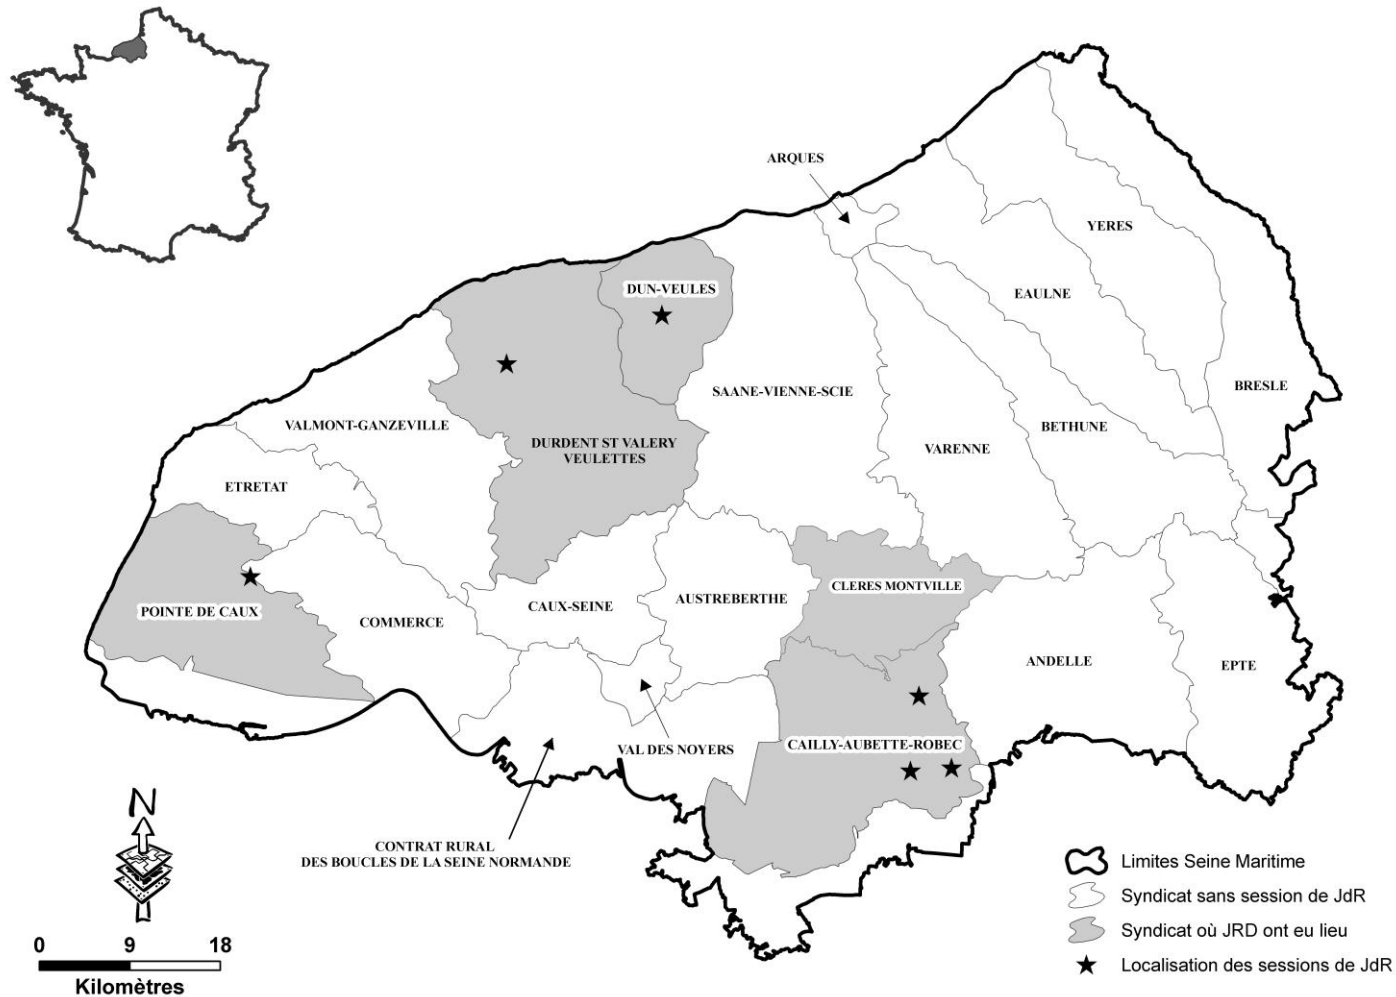 ARQUES
YERES
DUN-VEULES
EAULNE
BRESLE
SAANE-VIENNE-SCIE
VALMONT-GANZEVILLE
BETHUNE
DURDENT ST VALERY
VEULETTES
VARENNE
ETRETAT
CLERES MONTVILLE
AUSTREBERTHE
CAUX-SEINE
POINTE DE CAUX
COMMERCE
ANDELLE
EPTE
CAILLY-AUBETTE-ROBEC
VAL DES NOYERS
CONTRAT RURAL
DES BOUCLES DE LA SEINE NORMANDE
N
0 9 18
Kilomètres
Limites Seine Maritime
Syndicat sans session de JdR
Syndicat où JRD ont eu lieu
Localisation des sessions de JdR